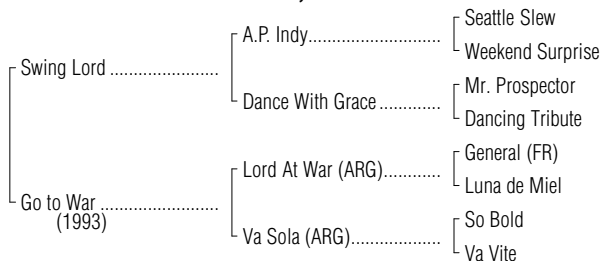 Seattle Slew
A.P. Indy
Weekend Surprise
Swing Lord
Mr. Prospector
Dance With Grace
Dancing Tribute
General (FR)
Lord At War (ARG)
Luna de Miel
Go to War
(1993)
So Bold
Va Sola (ARG)
Va Vite